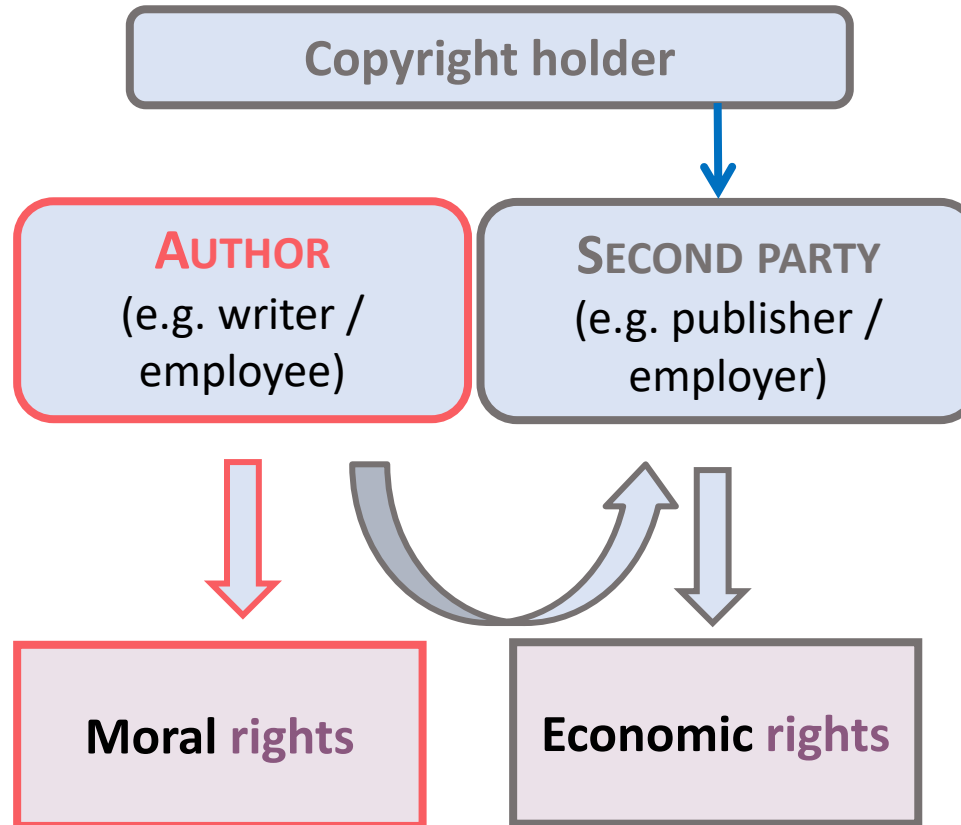 Copyright holder
AUTHOR
(e.g. writer /
employee)
SECOND PARTY
(e.g. publisher /
employer)
Moral rights
Economic rights